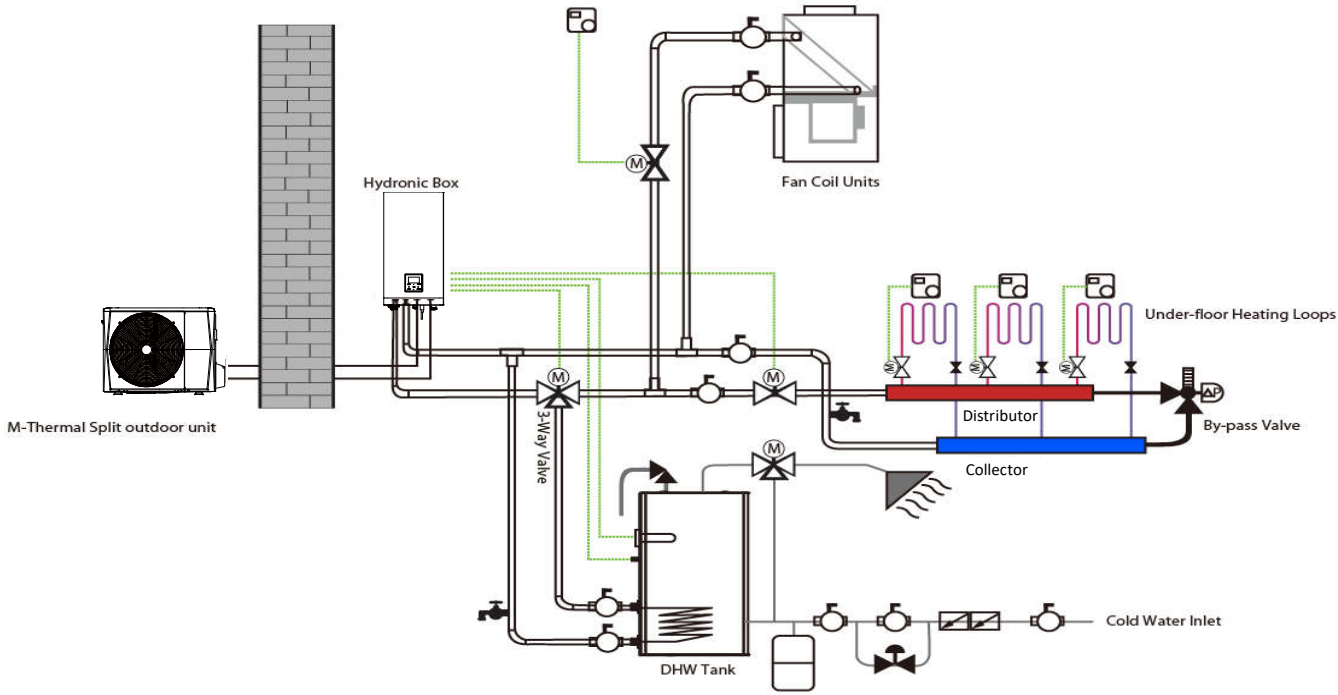 M
Fan Coil Units
Hydronic Box
Under-floor Heating Loops
M
M
M
M
M
ΔP
M-Thermal Split outdoor unit
3-Way Valve
Distributor
By-pass Valve
Collector
M
Cold Water Inlet
DHW Tank